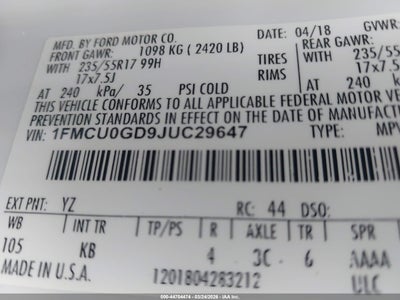 MFD. BY FORD MOTOR CO. DATE: 04/18 GVWR:
FRONT GAWR: REAR GAWR:
1098 KG ( 2420 LB)
WITH 235/55R17 99H TIRES WITH 235/55
17x7.5J RIMS 17x7.5
AT 240 kPa/ 35 PSI COLD AT 240
THIS VEHICLE CONFORMS TO ALL APPLICABLE FEDERAL MOTOR
PREVENTION STANDARDS IN EFFECT ON THE DATE OF MANUFACTU
VIN: 1FMCU0GD9JUC29647 TYPE: MPV
EXT PNT: YZ RC: 44 DSO:
WB INT TR TP/PS R AXLE TR SPR
105 KB 4 3C 6 AAAA
MADE IN U.S.A. 1201804283212 ULC